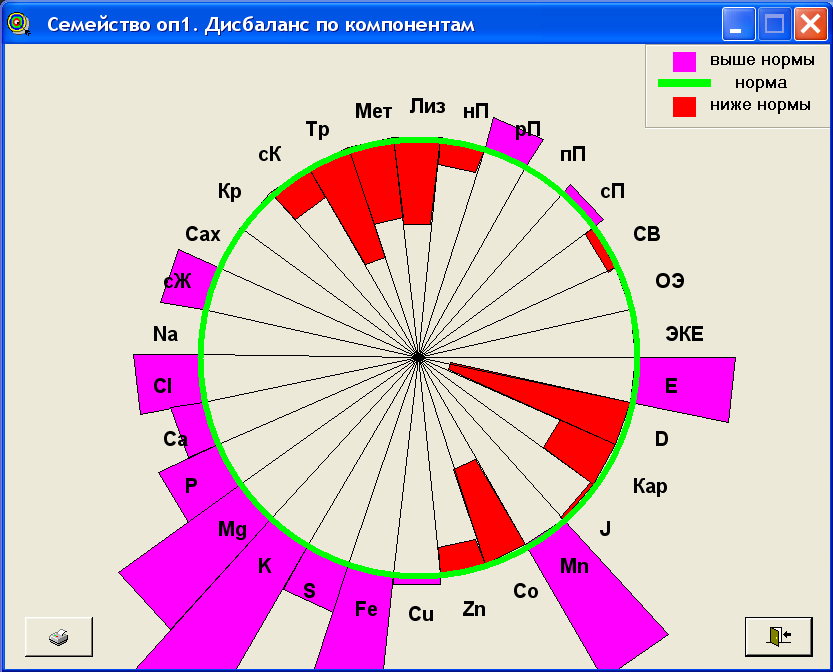 Семейство оп1. Дисбаланс по компонентам
выше нормы
норма
ниже нормы
Лиз
нП
рП
пП
сП
СВ
ОЭ
ЭКЕ
Е
D
Кар
J
Mn
Co
Zn
Cu
Fe
S
K
Mg
P
Ca
Cl
Na
сЖ
Сах
Кр
сК
Тр
Мет